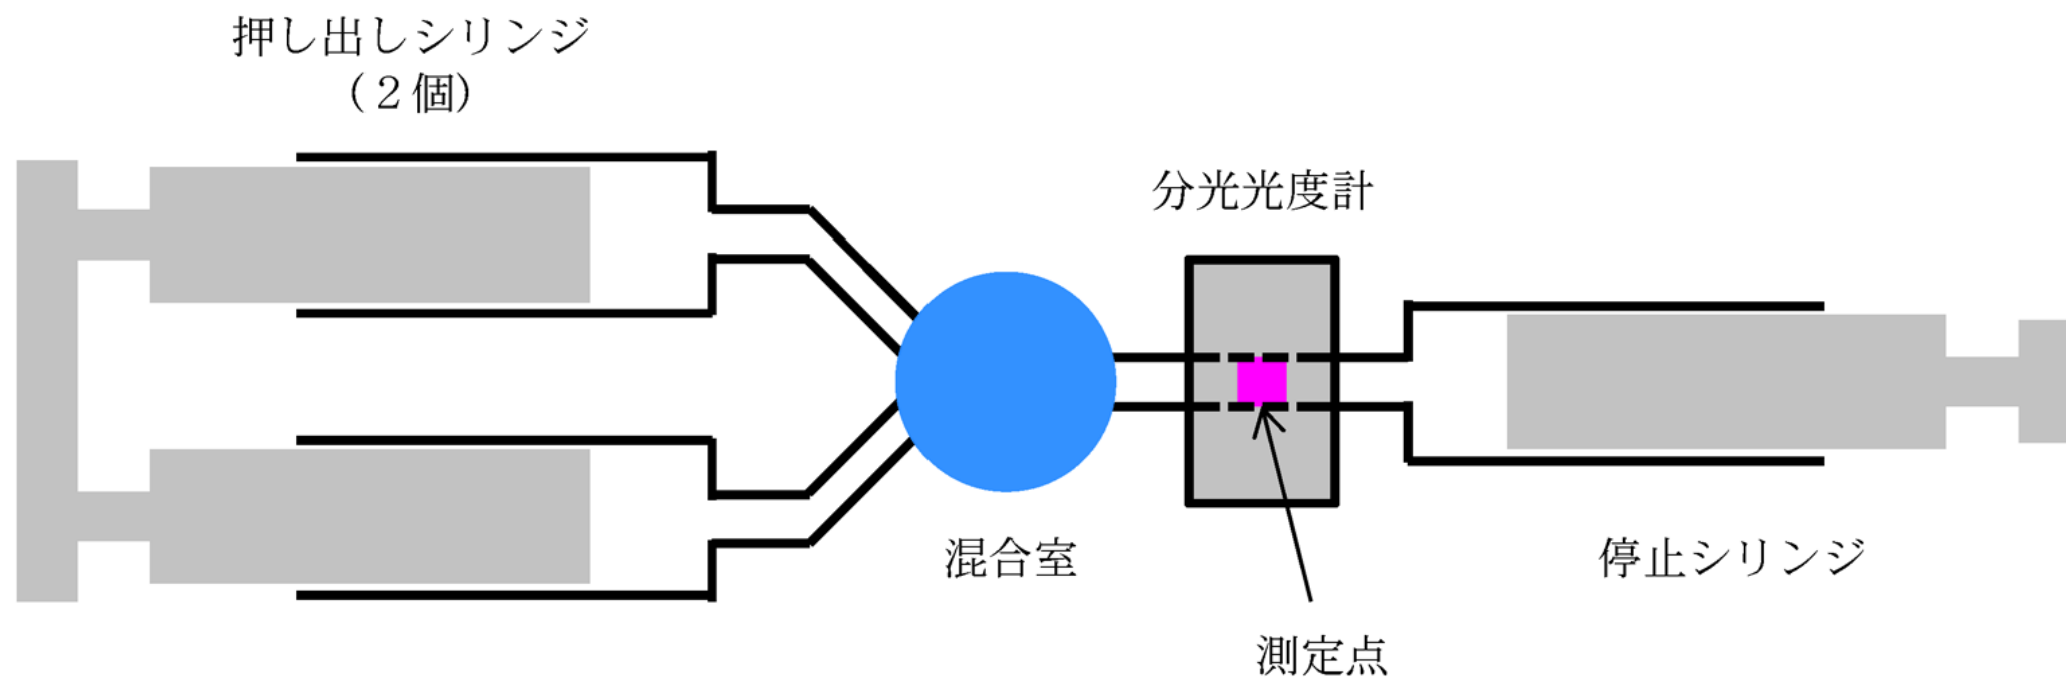 押し出しシリンジ
(２個)
分光光度計
混合室
停止シリンジ
測定点